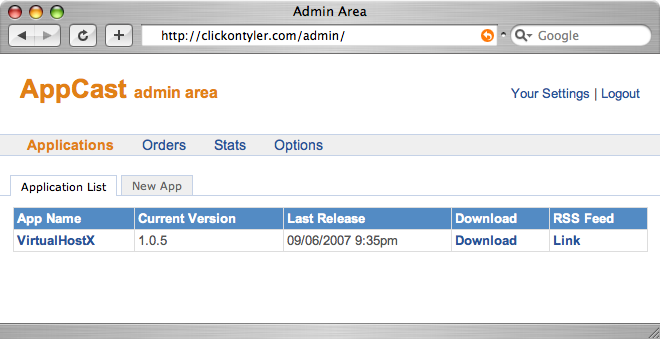 Admin Area
http://clickontyler.com/admin/
Google
AppCast admin area
Your Settings | Logout
Applications Orders Stats Options
Application List New App
App Name Current Version Last Release Download RSS Feed
VirtualHostX 1.0.5 09/06/2007 9:35pm Download Link